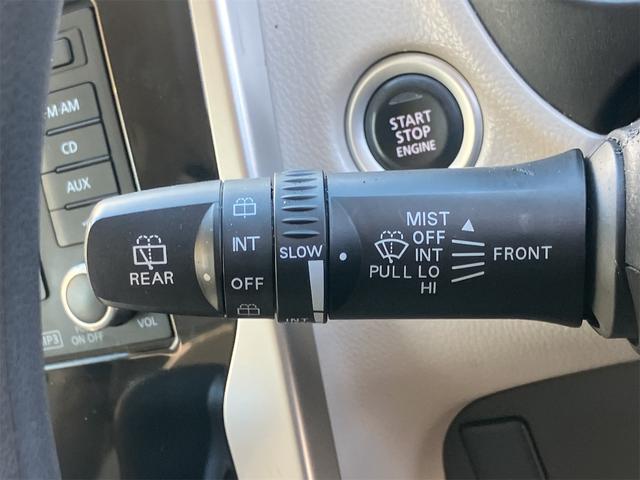 M·AM
CD
AUX
START
STOP
ENGINE
REAR
INT
OFF
SLOW
PULL
MIST
OFF
INT
LO
HI
FRONT
VOL
ON OFF
MP3